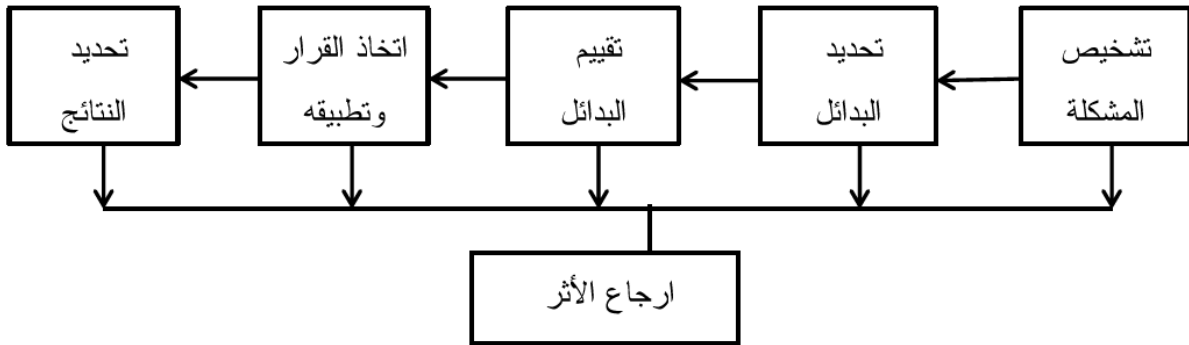 تشخيص
المشكلة
تحديد
البدائل
تقييم
البدائل
اتخاذ القرار
وتطبيقه
تحديد
النتائج
ارجاع الأثر